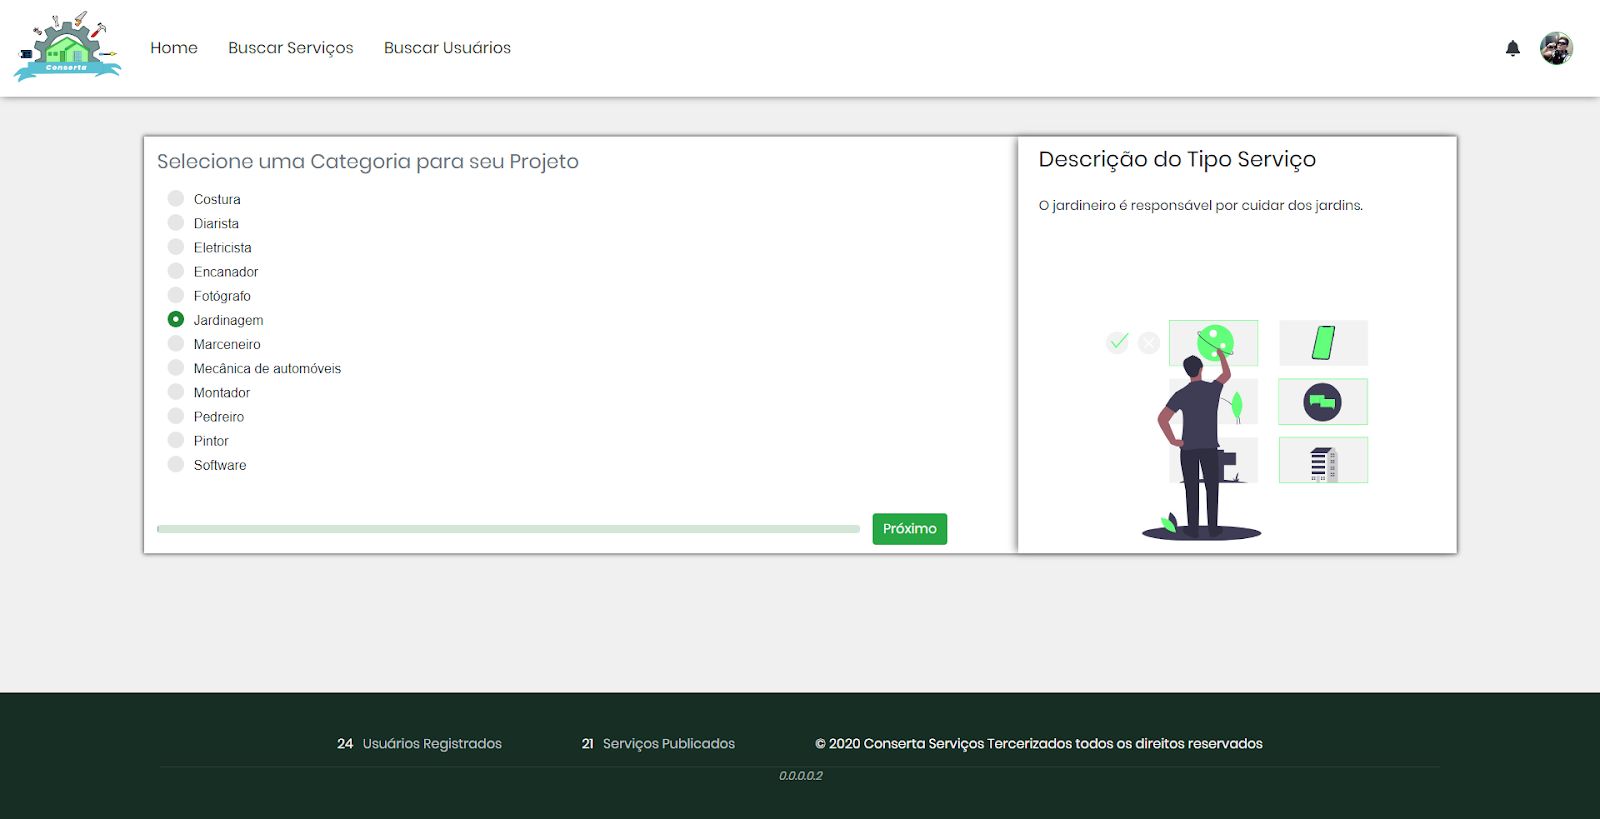 Conserta
Home Buscar Serviços Buscar Usuários
Selecione uma Categoria para seu Projeto
Costura
Diarista
Eletricista
Encanador
Fotógrafo
Jardinagem
Marceneiro
Mecânica de automóveis
Montador
Pedreiro
Pintor
Software
Próximo
Descrição do Tipo Serviço
O jardineiro é responsável por cuidar dos jardins.
24 Usuários Registrados 21 Serviços Publicados © 2020 Conserta Serviços Tercerizados todos os direitos reservados
0.0.0.0.2